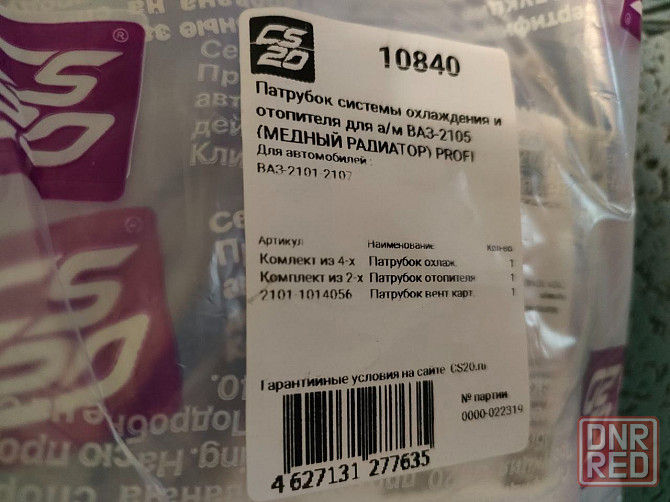 CS
20
10840
Патрубок системы охлаждения и
отопителя для а/м ВАЗ-2105
(МЕДНЫЙ РАДИАТОР) PROFI
Для автомобилей :
ВАЗ-2101-2107
Артикул Наименование Кол-во
Комлект из 4-х Патрубок охлаж. 1
Комплект из 2-х Патрубок отопителя 1
2101-1014056 Патрубок вент карт. 1
Гарантийные условия на сайте CS20.ru
№ партии
0000-022319
4 627131 277635
DNR
RED